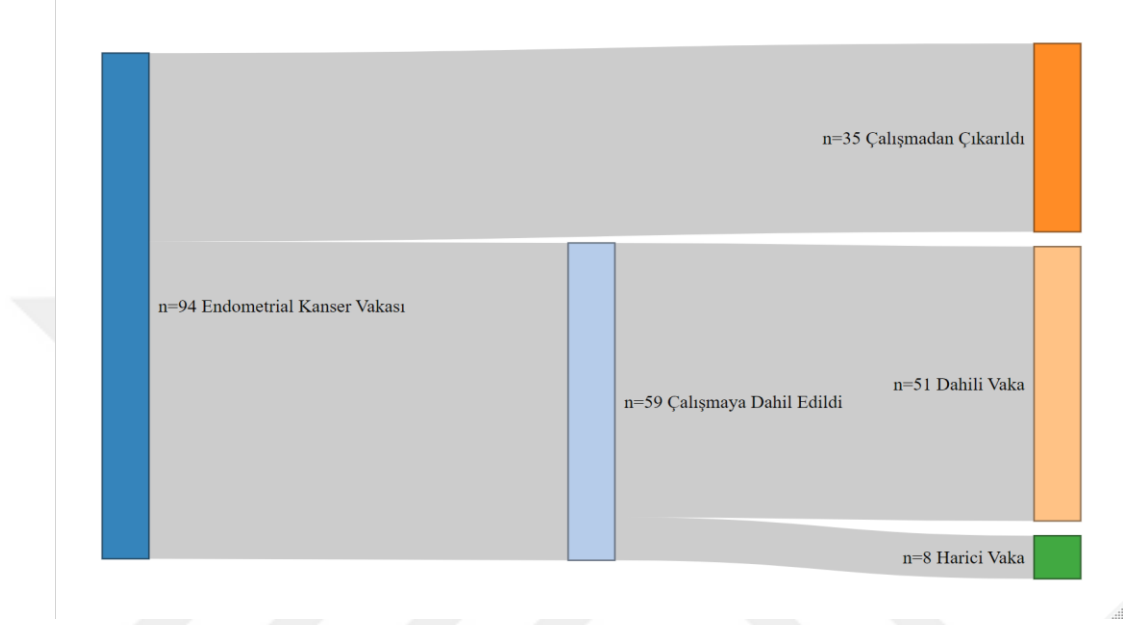 n=35 Çalışmadan Çıkarıldı
n=94 Endometrial Kanser Vakası
n=51 Dahili Vaka
n=59 Çalışmaya Dahil Edildi
n=8 Harici Vaka